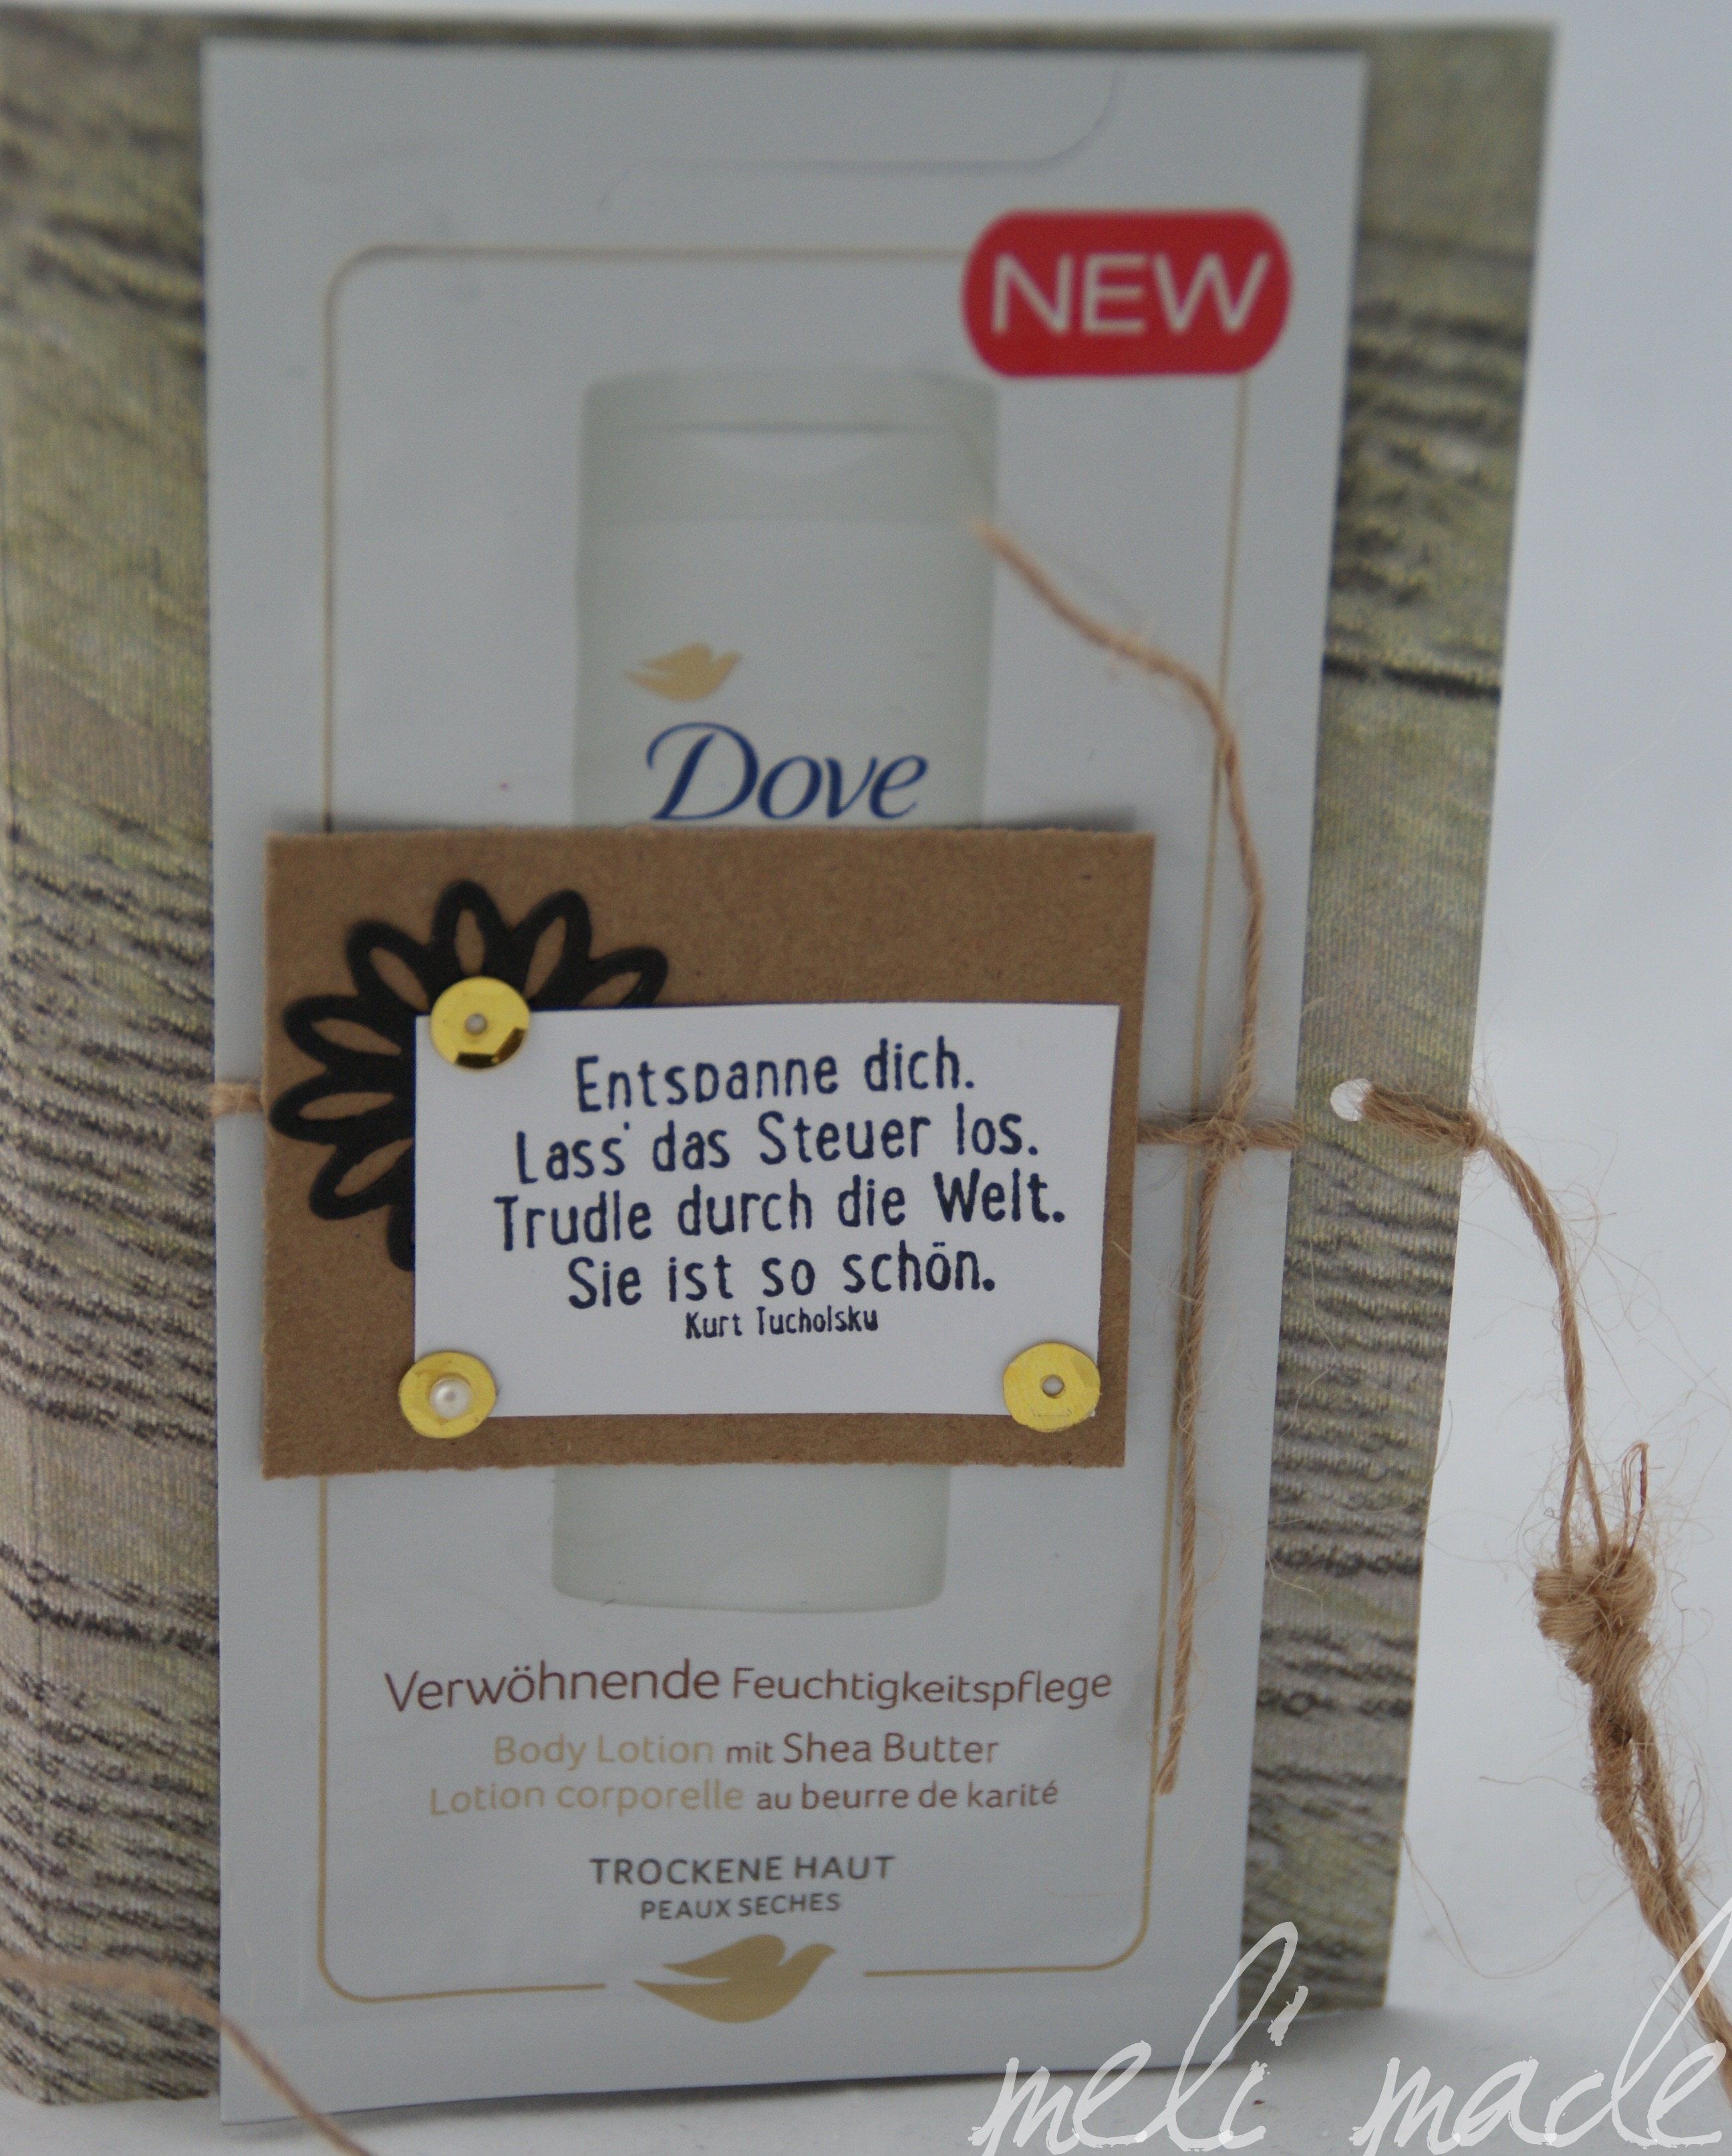 NEW
Dove
Entspanne dich.
Lass' das Steuer los.
Trudle durch die Welt.
Sie ist so schön.
Kurt Tucholsky
Verwöhnende Feuchtigkeitspflege
Body Lotion mit Shea Butter
Lotion corporelle au beurre de karité
TROCKENE HAUT
PEAUX SECHES
meli made